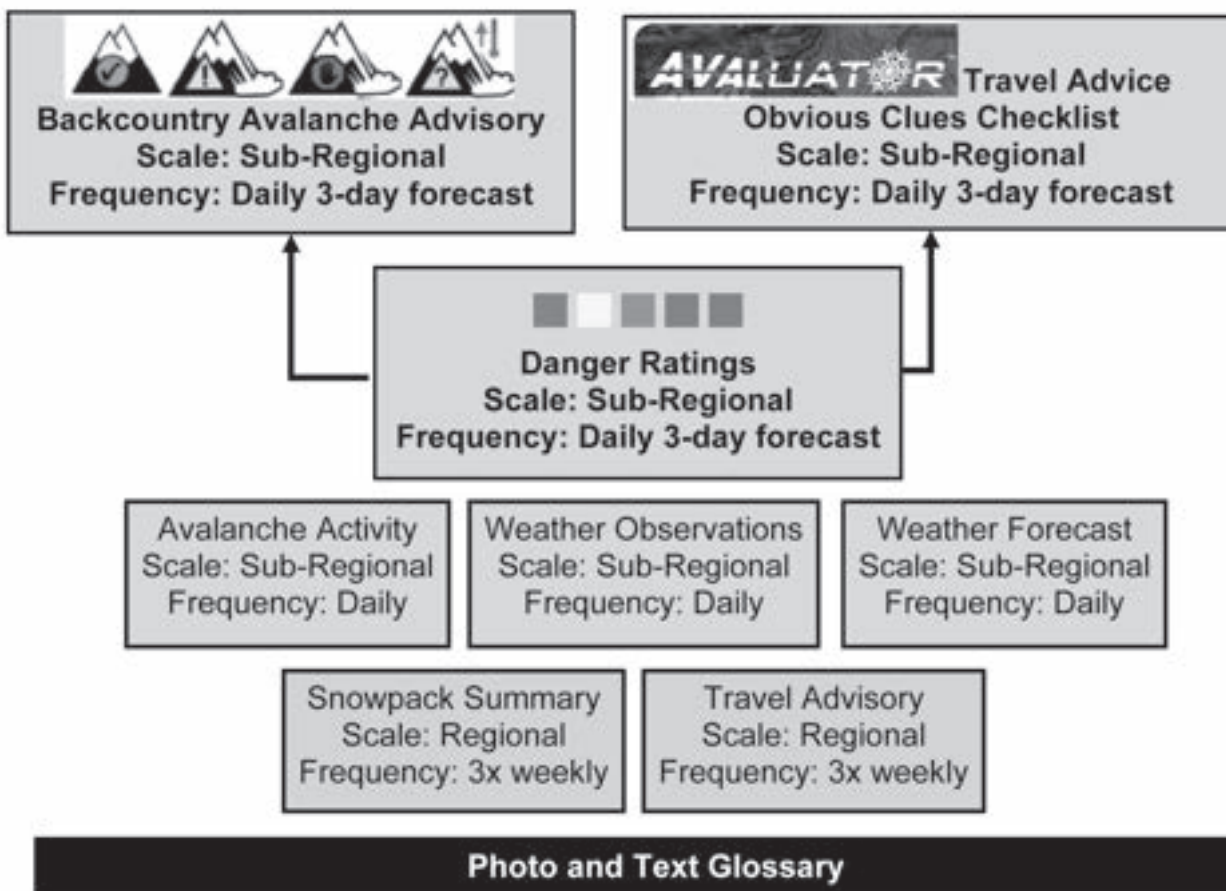 Backcountry Avalanche Advisory
Scale: Sub-Regional
Frequency: Daily 3-day forecast
AVALUATOR Travel Advice
Obvious Clues Checklist
Scale: Sub-Regional
Frequency: Daily 3-day forecast
Danger Ratings
Scale: Sub-Regional
Frequency: Daily 3-day forecast
Avalanche Activity
Scale: Sub-Regional
Frequency: Daily
Weather Observations
Scale: Sub-Regional
Frequency: Daily
Weather Forecast
Scale: Sub-Regional
Frequency: Daily
Snowpack Summary
Scale: Regional
Frequency: 3x weekly
Travel Advisory
Scale: Regional
Frequency: 3x weekly
Photo and Text Glossary